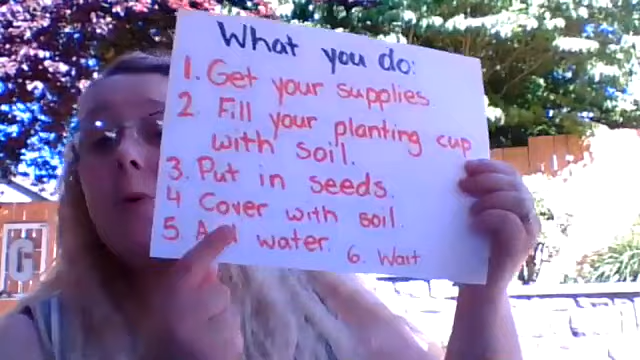 What you do:
1. Get your supplies.
2 Fill your planting cup
with soil.
3. Put in seeds.
4 Cover with soil.
5. Add water. 6. Wait
G